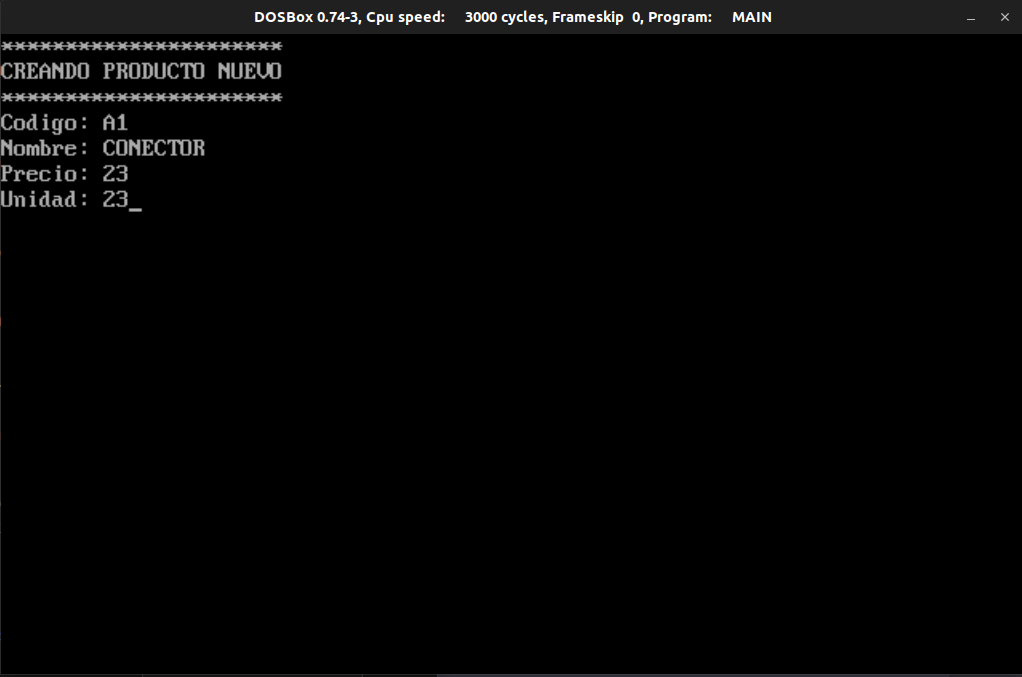 DOSBox 0.74-3, Cpu speed: 3000 cycles, Frameskip 0, Program: MAIN
**********************
CREANDO PRODUCTO NUEVO
**********************
Codigo: A1
Nombre: CONECTOR
Precio: 23
Unidad: 23_